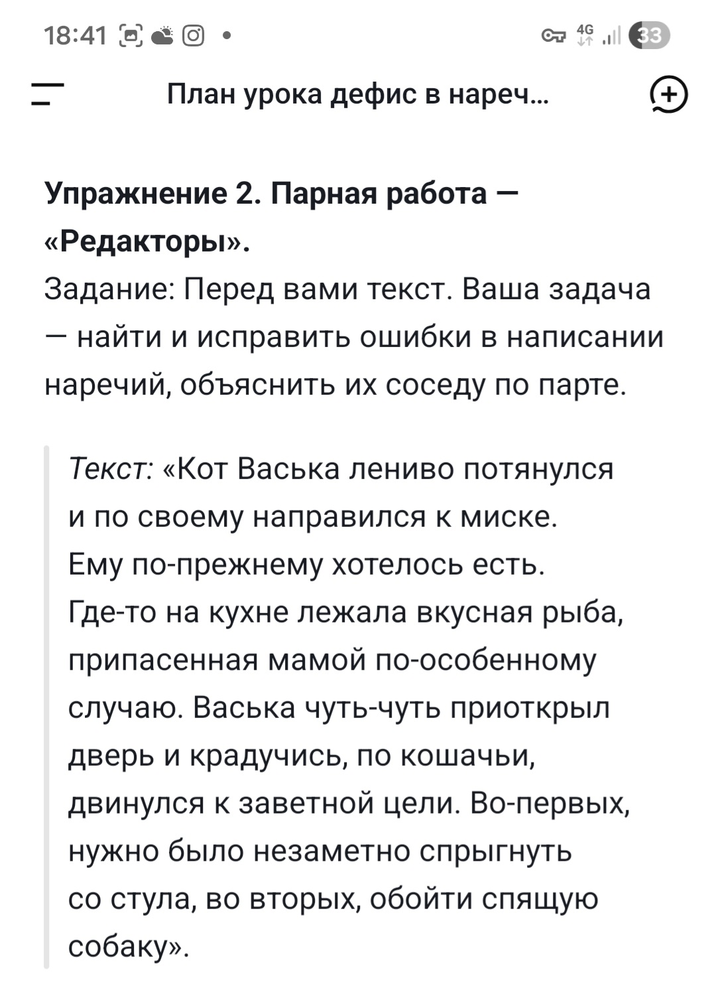 18:41
4G
33
План урока дефис в нареч...
Упражнение 2. Парная работа —
«Редакторы».
Задание: Перед вами текст. Ваша задача
— найти и исправить ошибки в написании
наречий, объяснить их соседу по парте.
Текст: «Кот Васька лениво потянулся
и по своему направился к миске.
Ему по-прежнему хотелось есть.
Где-то на кухне лежала вкусная рыба,
припасенная мамой по-особенному
случаю. Васька чуть-чуть приоткрыл
дверь и крадучись, по кошачьи,
двинулся к заветной цели. Во-первых,
нужно было незаметно спрыгнуть
со стула, во вторых, обойти спящую
собаку».